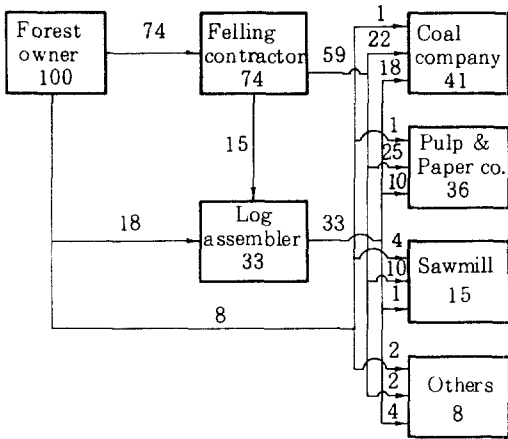 Forest
owner
100
74
Felling
contractor
74
59
1
22
18
Coal
company
41
15
1
25
10
Pulp &
Paper co.
36
18
Log
assembler
33
33
4
10
1
Sawmill
15
8
2
2
4
Others
8